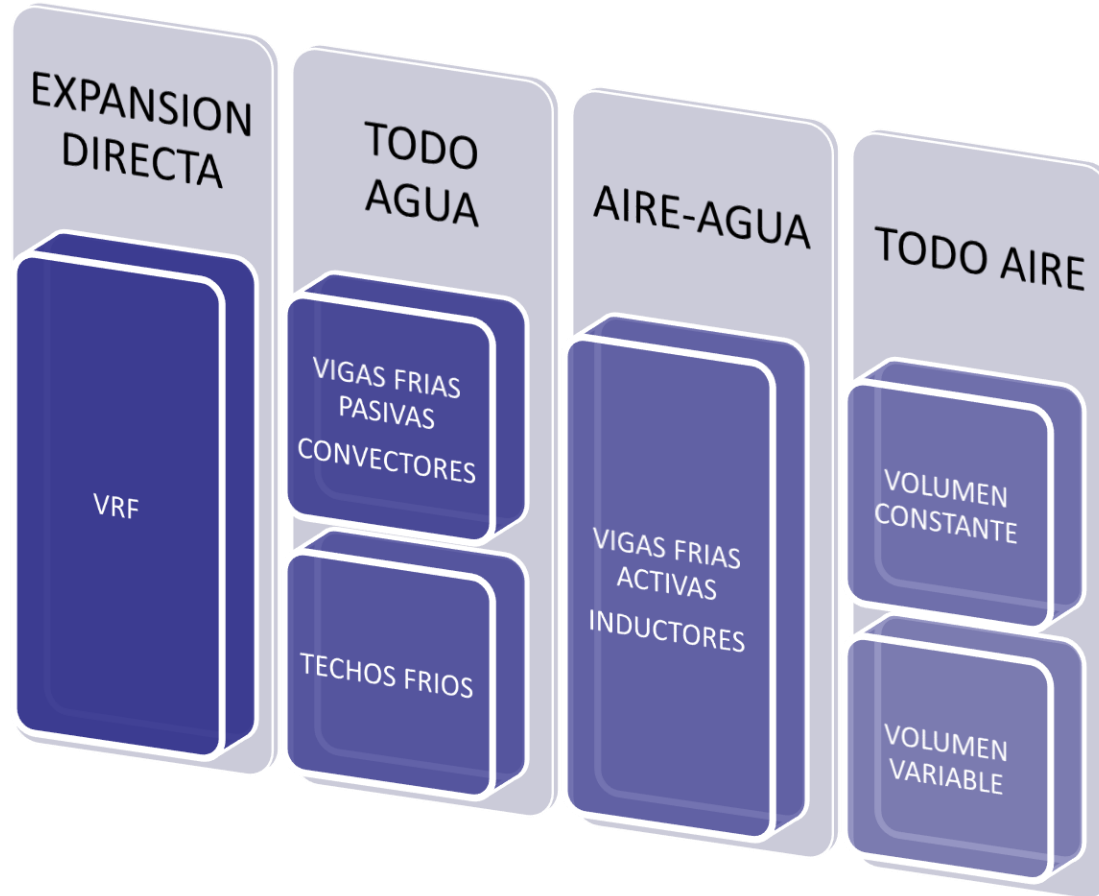 EXPANSION
DIRECTA
VRF
TODO
AGUA
VIGAS FRIAS
PASIVAS
CONVECTORES
TECHOS FRIOS
AIRE-AGUA
VIGAS FRIAS
ACTIVAS
INDUCTORES
TODO AIRE
VOLUMEN
CONSTANTE
VOLUMEN
VARIABLE